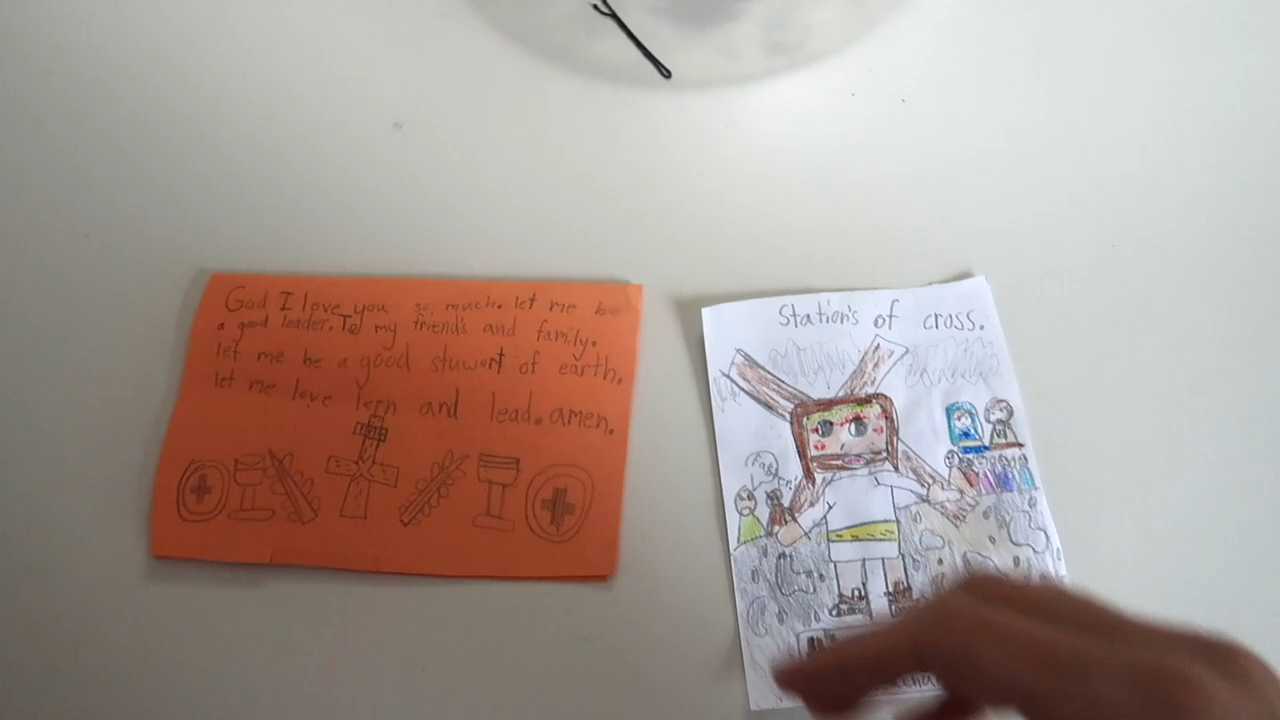 God I love you so much. let me be
a good leader. To my friend's and family.
let me be a good stuwert of earth.
let me love lern and lead. amen.
Station's of cross.